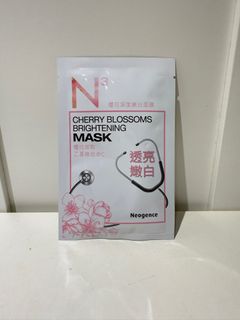 N³
CHERRY BLOSSOMS
BRIGHTENING
MASK
透亮
嫩白
Neogence